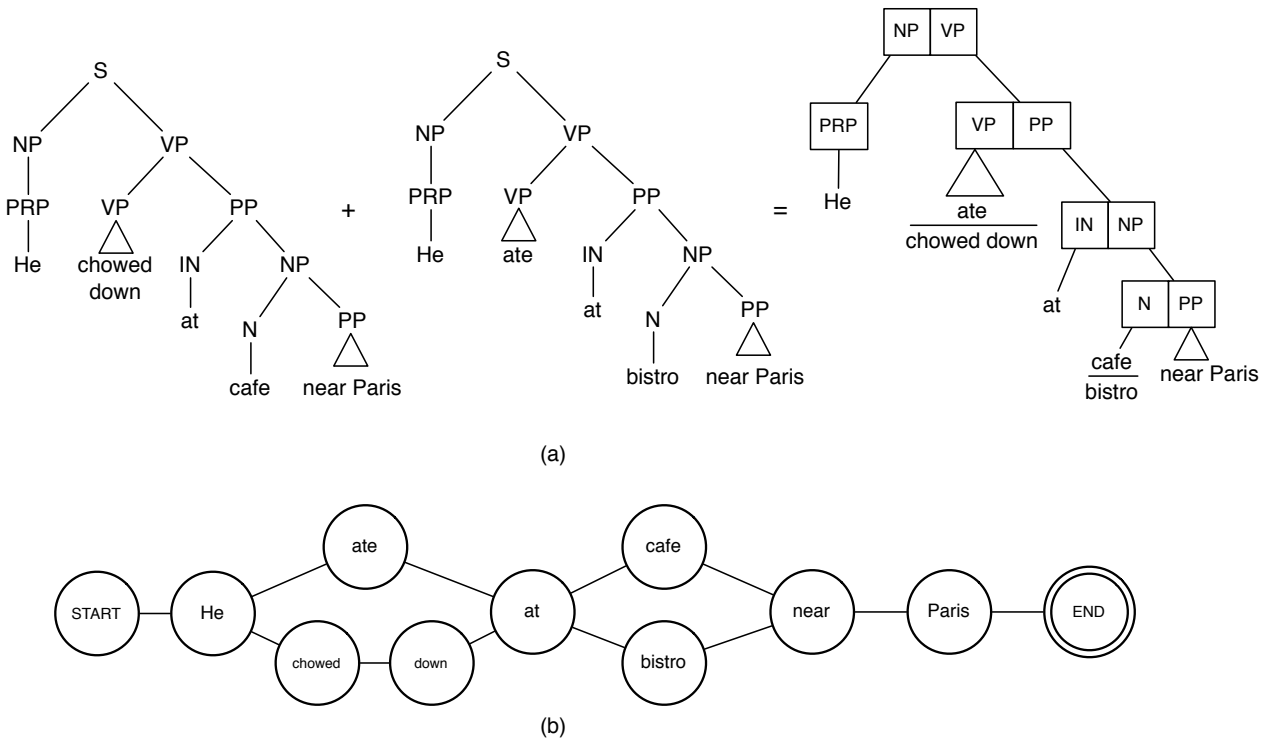 S
NP VP
PRP VP PP
He chowed down IN NP
at N PP
cafe near Paris
+
S
NP VP
PRP VP PP
He ate IN NP
at N PP
bistro near Paris
=
NP VP
PRP VP PP
He ate
chowed down
IN NP
at N PP
cafe near Paris
bistro
(a)
ate cafe
START He at near Paris END
chowed down bistro
(b)